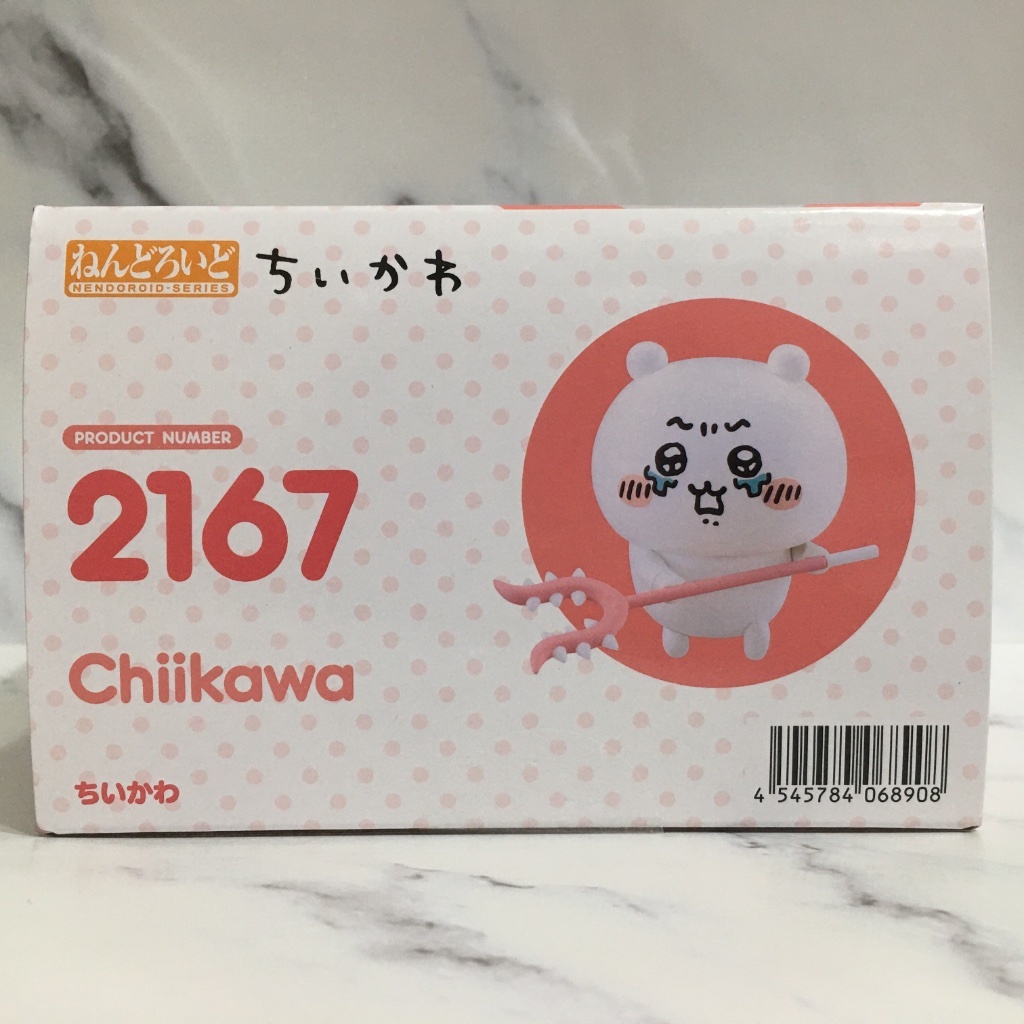 ねんどろいど
NENDOROID-SERIES
ちいかわ
PRODUCT NUMBER
2167
Chiikawa
ちいかわ
4 545784 068908